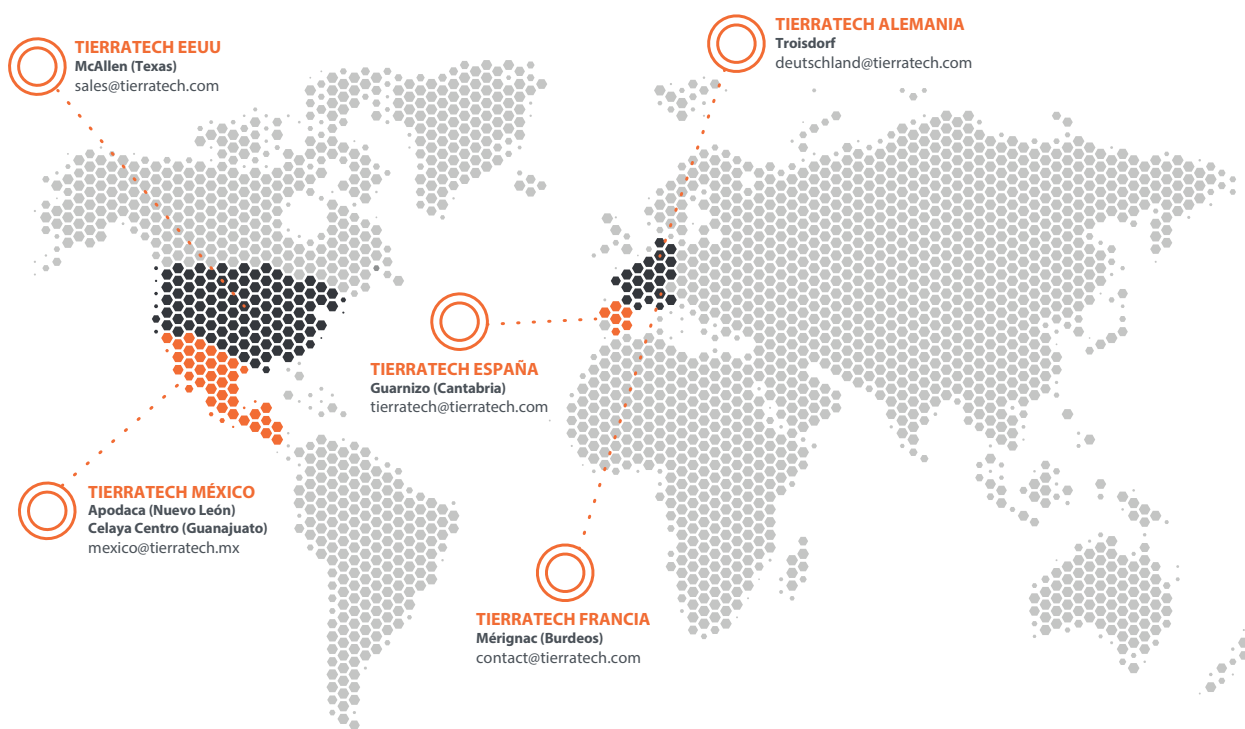 TIERRATECH EEUU
McAllen (Texas)
sales@tierratech.com
TIERRATECH ALEMANIA
Troisdorf
deutschland@tierratech.com
TIERRATECH ESPAÑA
Guarnizo (Cantabria)
tierratech@tierratech.com
TIERRATECH MÉXICO
Apodaca (Nuevo León)
Celaya Centro (Guanajuato)
mexico@tierratech.mx
TIERRATECH FRANCIA
Mérignac (Burdeos)
contact@tierratech.com